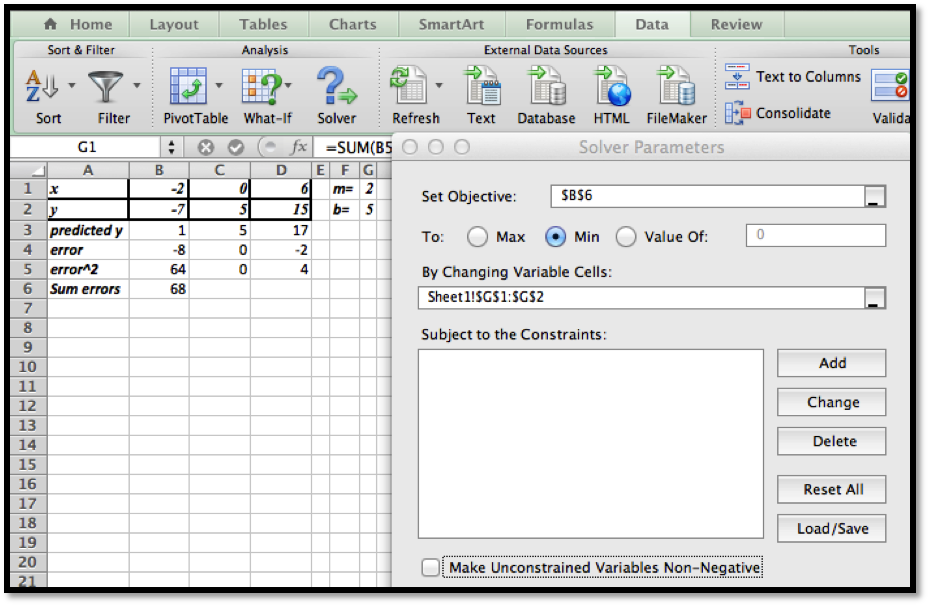 Home Layout Tables Charts SmartArt Formulas Data Review
Sort & Filter Analysis External Data Sources Tools
Text to Columns
Consolidate
Sort Filter PivotTable What-If Solver Refresh Text Database HTML FileMaker Valida
G1 fx =SUM(B5
A B C D E F G
1 x -2 0 6 m= 2
2 y -7 5 15 b= 5
3 predicted y 1 5 17
4 error -8 0 -2
5 error^2 64 0 4
6 Sum errors 68
7
8
9
10
11
12
13
14
15
16
17
18
19
20
21
Solver Parameters
Set Objective: $B$6
To: Max Min Value Of: 0
By Changing Variable Cells:
Sheet1!$G$1:$G$2
Subject to the Constraints:
Add
Change
Delete
Reset All
Load/Save
Make Unconstrained Variables Non-Negative